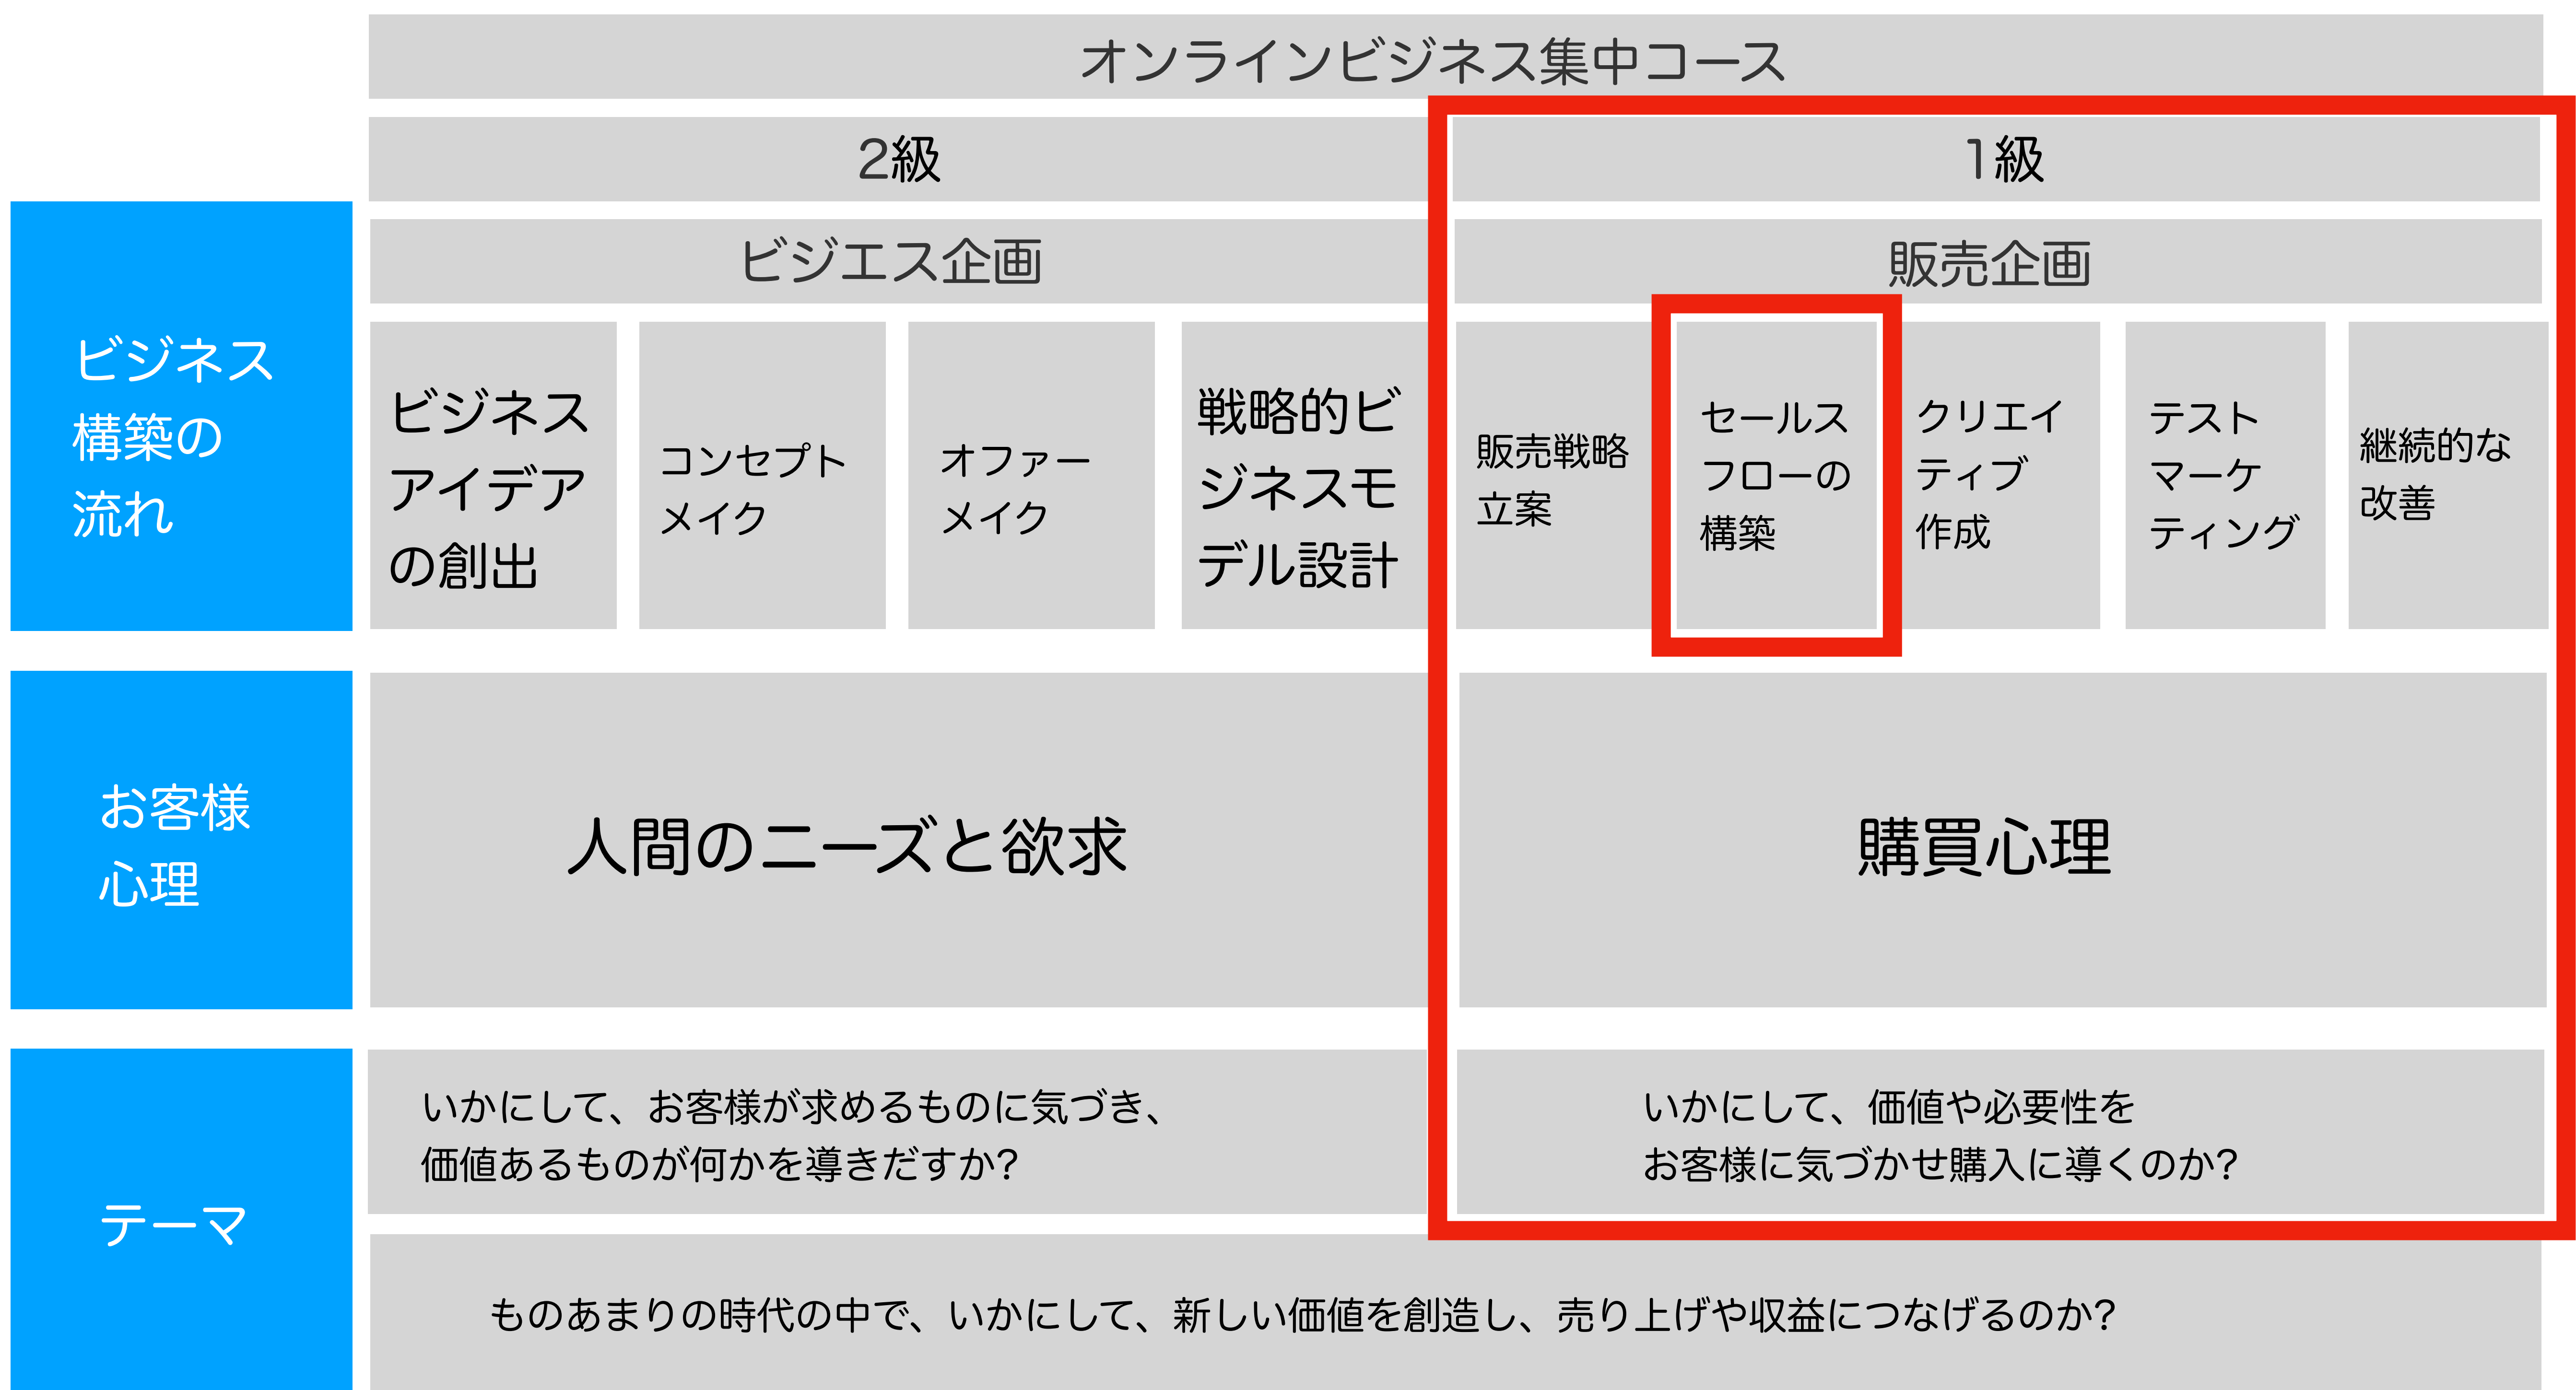 オンラインビジネス集中コース
2級
1級
ビジエス企画
販売企画
ビジネス
構築の
流れ
ビジネス
アイデア
の創出
コンセプト
メイク
オファー
メイク
戦略的ビ
ジネスモ
デル設計
販売戦略
立案
セールス
フローの
構築
クリエイ
ティブ
作成
テスト
マーケ
ティング
継続的な
改善
お客様
心理
人間のニーズと欲求
購買心理
テーマ
いかにして、お客様が求めるものに気づき、
価値あるものが何かを導きだすか?
いかにして、価値や必要性を
お客様に気づかせ購入に導くのか?
ものあまりの時代の中で、いかにして、新しい価値を創造し、売り上げや収益につなげるのか?